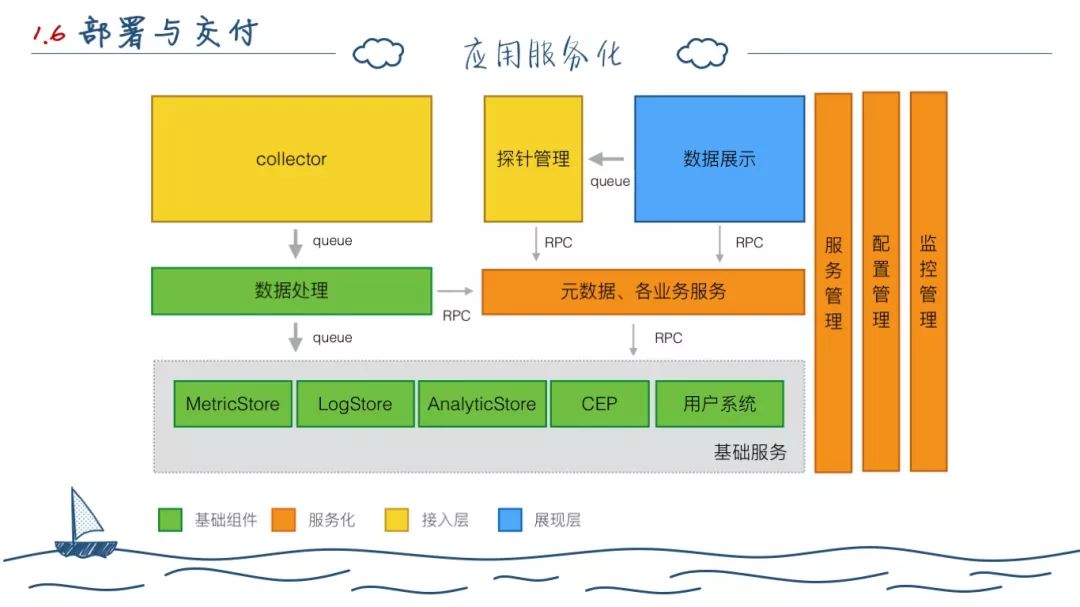 1.6 部署与交付
应用服务化
collector
探针管理
queue
数据展示
queue
RPC
RPC
数据处理
RPC
元数据、各业务服务
queue
RPC
MetricStore
LogStore
AnalyticStore
CEP
用户系统
基础服务
服务管理
配置管理
监控管理
基础组件
服务化
接入层
展现层